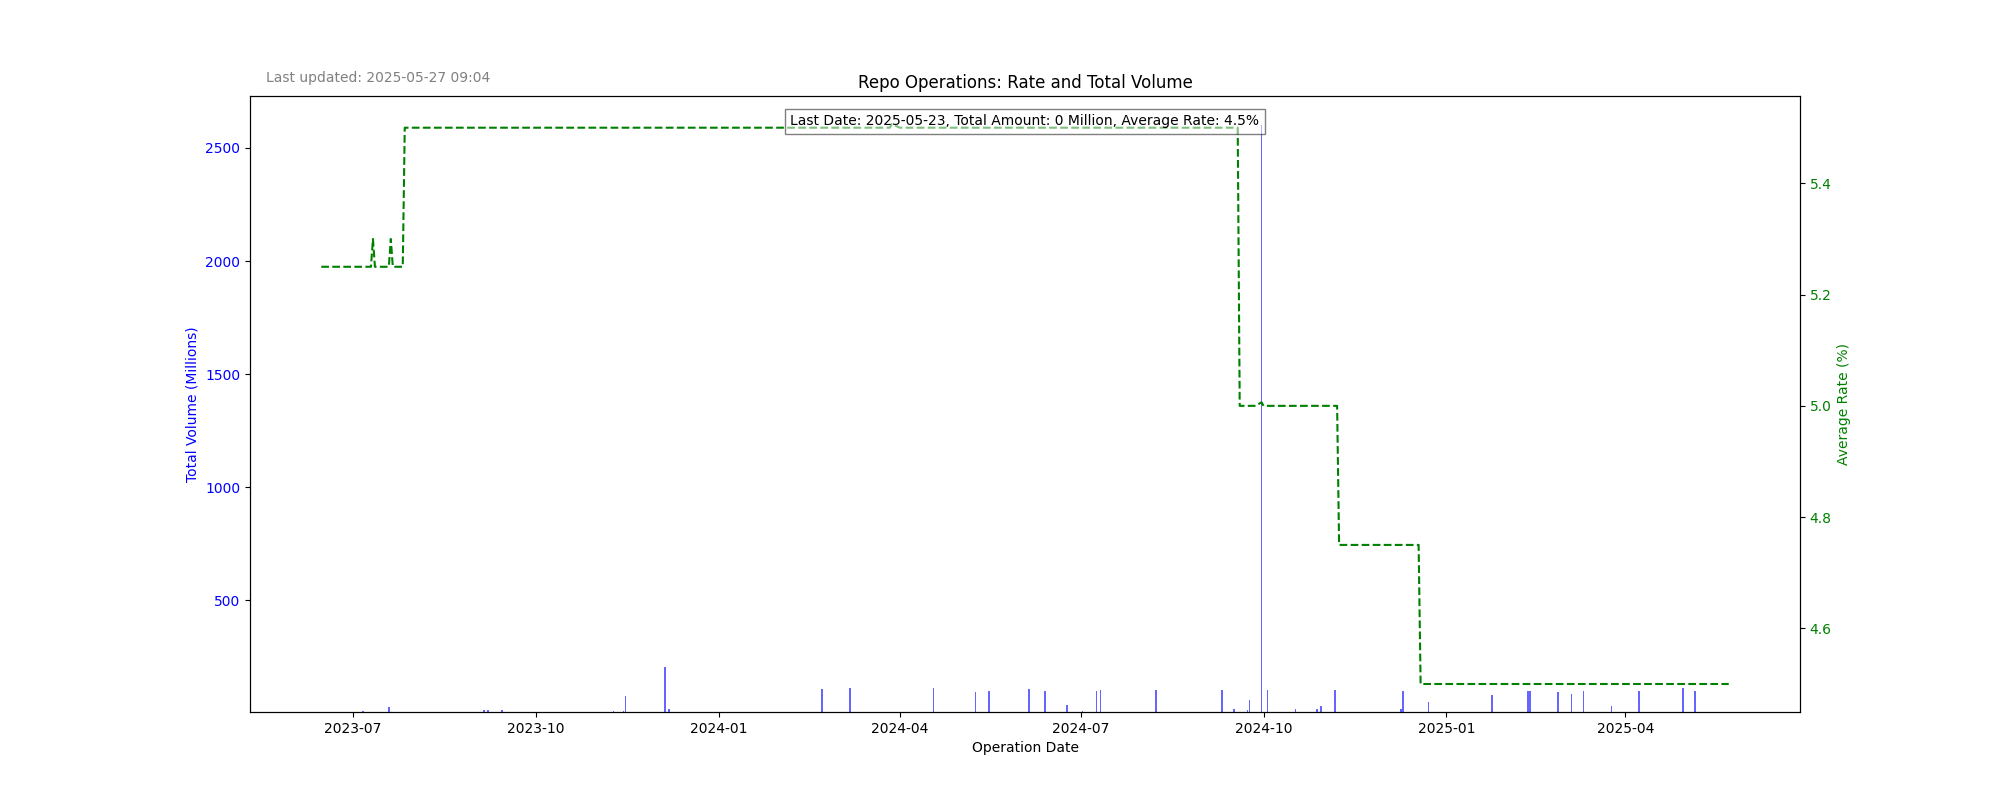 Last updated: 2025-05-27 09:04
Repo Operations: Rate and Total Volume
Last Date: 2025-05-23, Total Amount: 0 Million, Average Rate: 4.5%
Total Volume (Millions)
2500
2000
1500
1000
500
5.4
5.2
5.0
4.8
4.6
Average Rate (%)
2023-07 2023-10 2024-01 2024-04 2024-07 2024-10 2025-01 2025-04
Operation Date